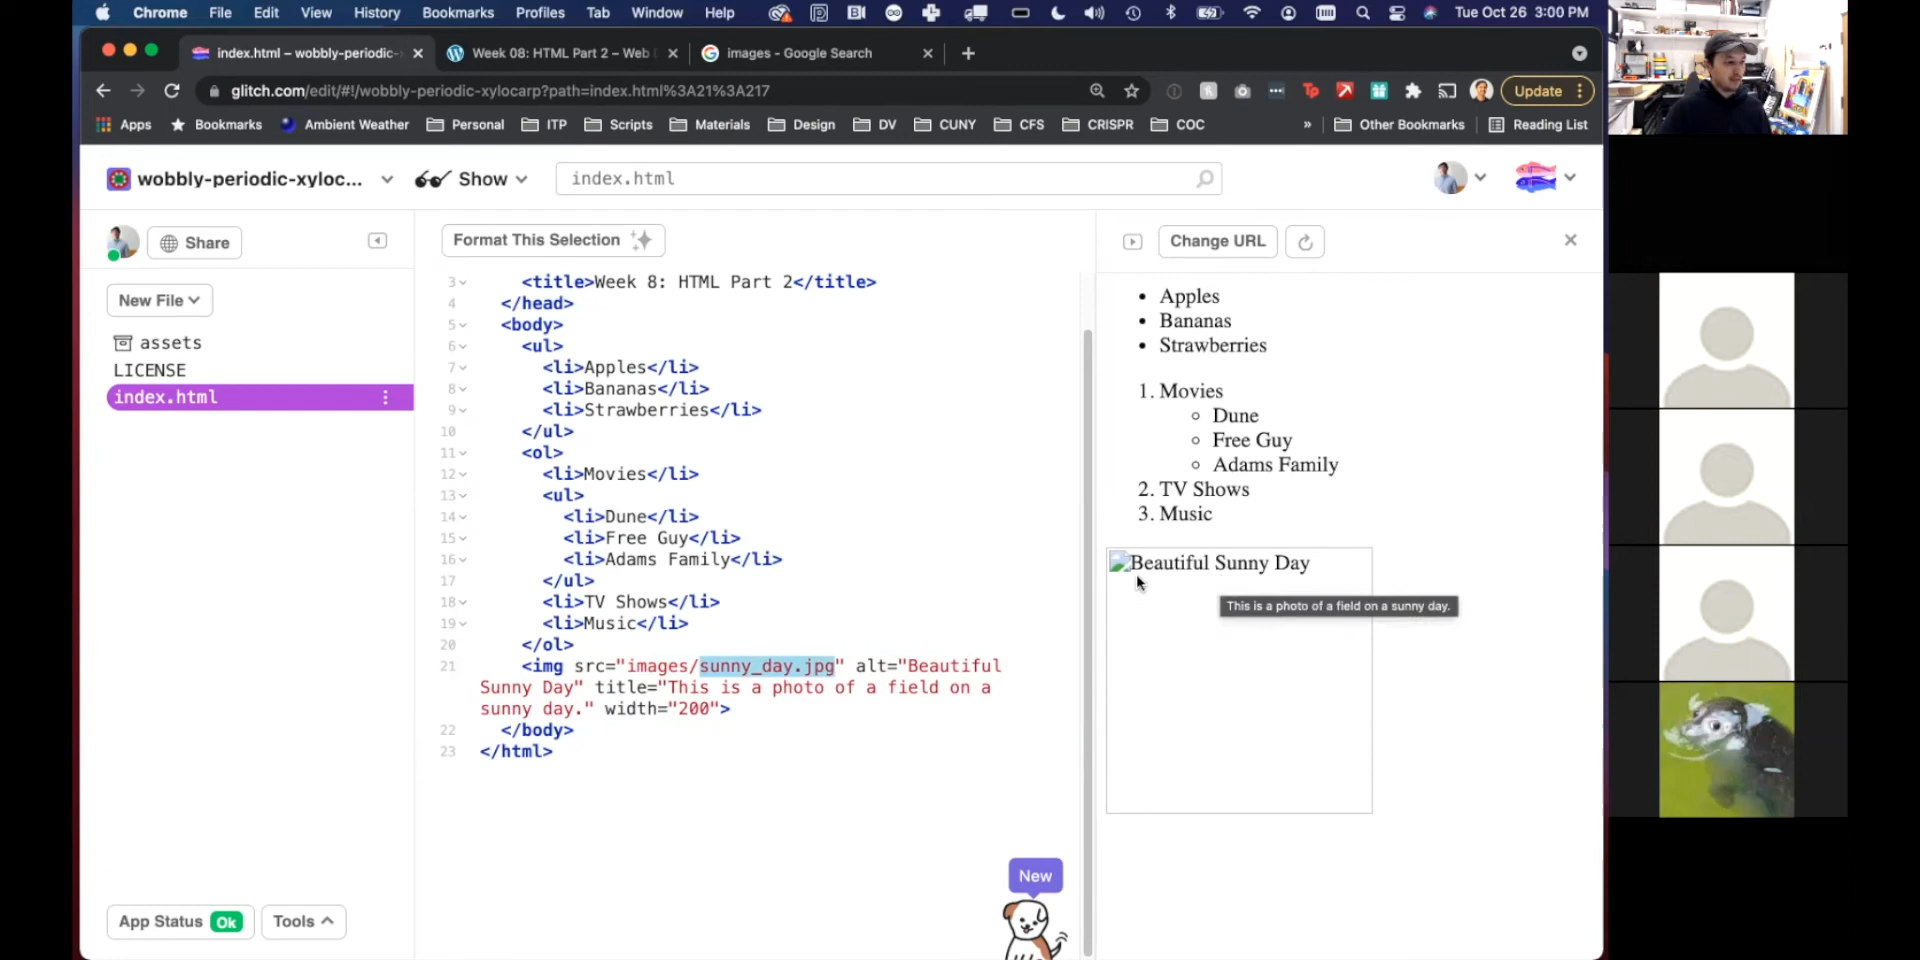 Chrome File Edit View History Bookmarks Profiles Tab Window Help Tue Oct 26 3:00 PM
index.html – wobbly-periodic- Week 08: HTML Part 2 – Web images - Google Search
glitch.com/edit/#!/wobbly-periodic-xylocarp?path=index.html%3A21%3A217 Update
Apps Bookmarks Ambient Weather Personal ITP Scripts Materials Design DV CUNY CFS CRISPR COC » Other Bookmarks Reading List
wobbly-periodic-xyloc... Show index.html
Share Format This Selection Change URL
New File
assets
LICENSE
index.html
3 <title>Week 8: HTML Part 2</title>
4 </head>
5 <body>
6 <ul>
7 <li>Apples</li>
8 <li>Bananas</li>
9 <li>Strawberries</li>
10 </ul>
11 <ol>
12 <li>Movies</li>
13 <ul>
14 <li>Dune</li>
15 <li>Free Guy</li>
16 <li>Adams Family</li>
17 </ul>
18 <li>TV Shows</li>
19 <li>Music</li>
20 </ol>
21 <img src="images/sunny_day.jpg" alt="Beautiful
Sunny Day" title="This is a photo of a field on a
sunny day." width="200">
22 </body>
23 </html>
• Apples
• Bananas
• Strawberries
1. Movies
Dune
Free Guy
Adams Family
2. TV Shows
3. Music
Beautiful Sunny Day
This is a photo of a field on a sunny day.
New
App Status Ok Tools